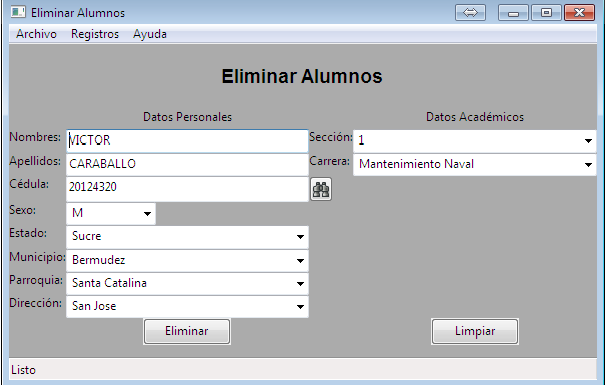 Eliminar Alumnos
Archivo Registros Ayuda
Eliminar Alumnos
Datos Personales Datos Académicos
Nombres: VICTOR Sección: 1
Apellidos: CARABALLO Carrera: Mantenimiento Naval
Cédula: 20124320
Sexo: M
Estado: Sucre
Municipio: Bermudez
Parroquia: Santa Catalina
Dirección: San Jose
Eliminar Limpiar
Listo